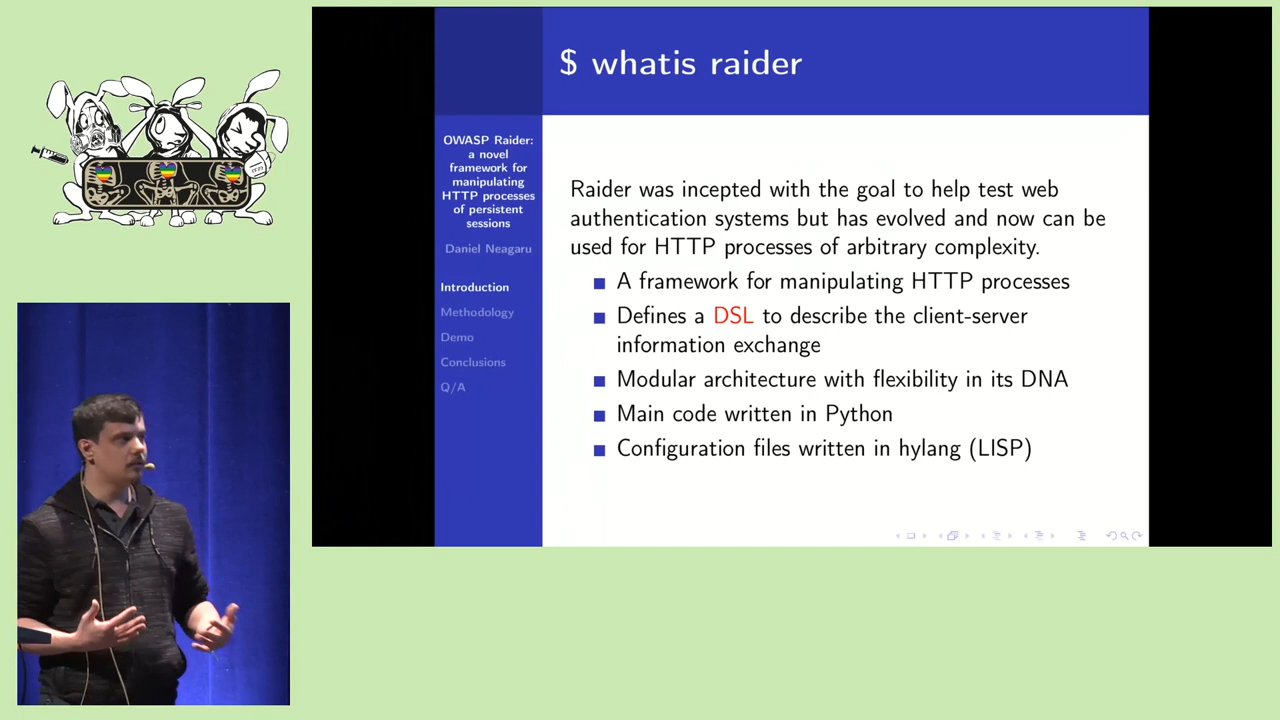 $ whatis raider
OWASP Raider:
a novel
framework for
manipulating
HTTP processes
of persistent
sessions
Daniel Neagaru
Introduction
Methodology
Demo
Conclusions
Q/A
Raider was incepted with the goal to help test web
authentication systems but has evolved and now can be
used for HTTP processes of arbitrary complexity.
A framework for manipulating HTTP processes
Defines a DSL to describe the client-server
information exchange
Modular architecture with flexibility in its DNA
Main code written in Python
Configuration files written in hylang (LISP)